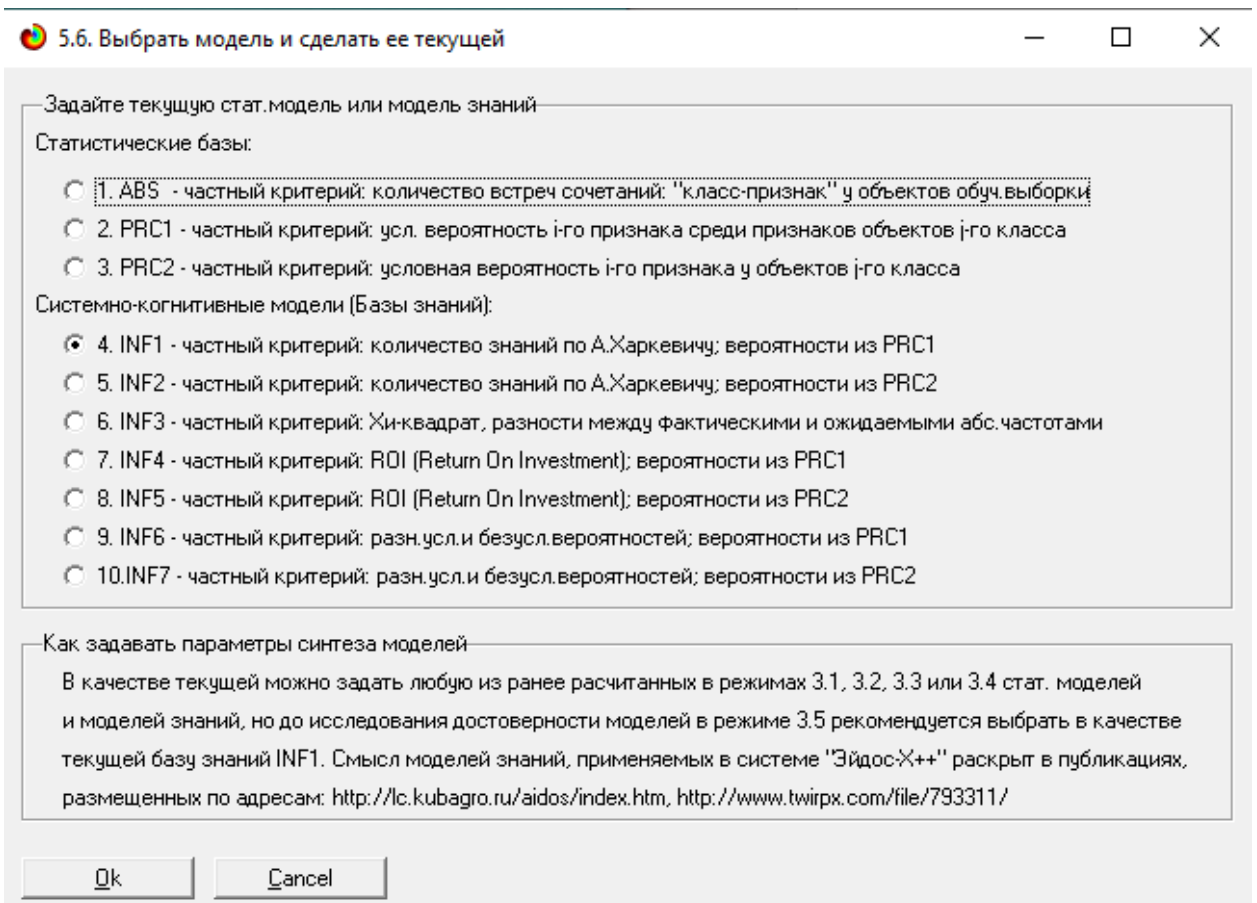 5.6. Выбрать модель и сделать ее текущей
Задайте текущую стат.модель или модель знаний
Статистические базы:
1. ABS - частный критерий: количество встреч сочетаний: "класс-признак" у объектов обуч.выборки
2. PRC1 - частный критерий: усл. вероятность i-го признака среди признаков объектов j-го класса
3. PRC2 - частный критерий: условная вероятность i-го признака у объектов j-го класса
Системно-когнитивные модели (Базы знаний):
4. INF1 - частный критерий: количество знаний по А.Харкевичу; вероятности из PRC1
5. INF2 - частный критерий: количество знаний по А.Харкевичу; вероятности из PRC2
6. INF3 - частный критерий: Хи-квадрат, разности между фактическими и ожидаемыми абс.частотами
7. INF4 - частный критерий: ROI (Return On Investment); вероятности из PRC1
8. INF5 - частный критерий: ROI (Return On Investment); вероятности из PRC2
9. INF6 - частный критерий: разн.усл.и безусл.вероятностей; вероятности из PRC1
10.INF7 - частный критерий: разн.усл.и безусл.вероятностей; вероятности из PRC2
Как задавать параметры синтеза моделей
В качестве текущей можно задать любую из ранее расчитанных в режимах 3.1, 3.2, 3.3 или 3.4 стат. моделей
и моделей знаний, но до исследования достоверности моделей в режиме 3.5 рекомендуется выбрать в качестве
текущей базу знаний INF1. Смысл моделей знаний, применяемых в системе "Эйдос-Х++" раскрыт в публикациях,
размещенных по адресам: http://lc.kubagro.ru/aidos/index.htm, http://www.twirpx.com/file/793311/
Ok Cancel